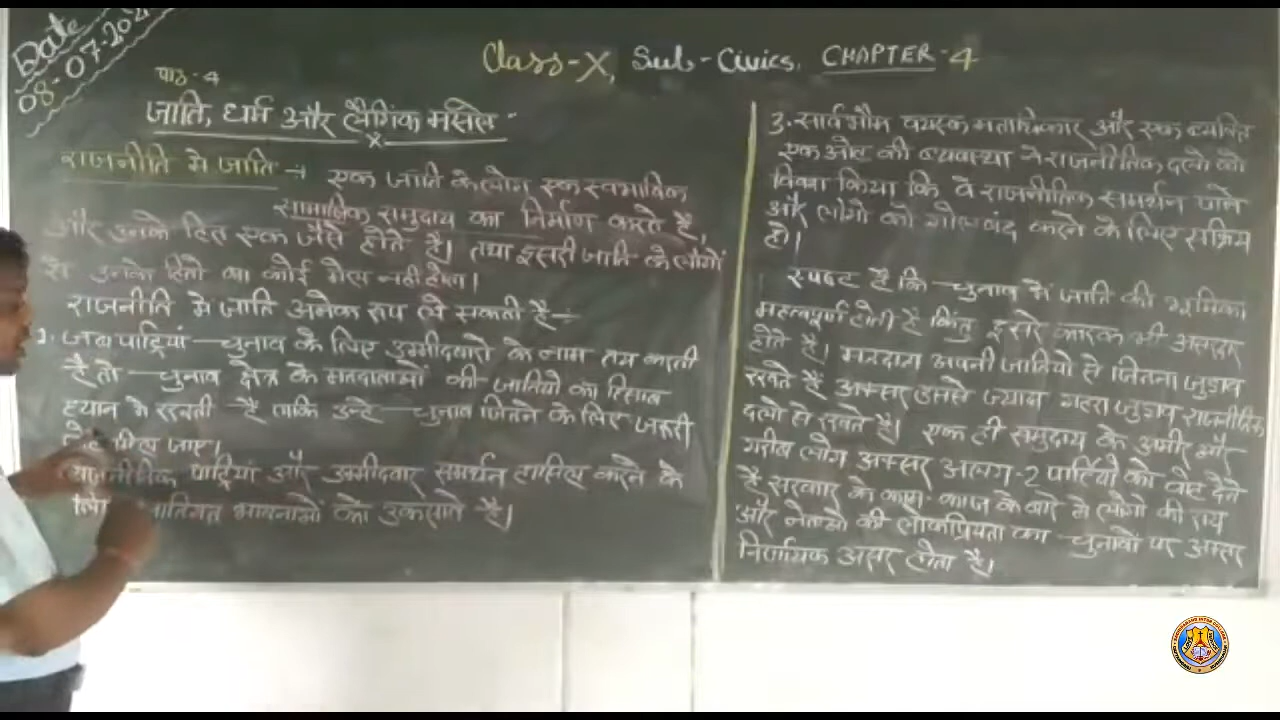 Date
08-07-202
Class-X, Sub-Civics, CHAPTER-4
पाठ-4
जाति, धर्म और लैंगिक मसले
x
राजनीति मे जाति -: एक जाति के लोग एक स्वभाविक
सामाजिक समुदाय का निर्माण करते है,
और उनके हित एक जैसे होते है। तथा दुसरी जाति के लोगों
से उनके हितो का कोई मेल नही होता।
राजनीति मे जाति अनेक रूप ले सकती है:-
1. जब पार्ट्रियां चुनाव के लिए उम्मीदवारो के नाम तय करती
है तो चुनाव क्षेत्र के मतदाताओं की जातियो का हिसाब
ध्यान मे रखती है ताकि उन्हे चुनाव जितने के लिए जरूरी
वोट मिल जाए।
राजनीतिक पार्ट्रियां और उम्मीदवार समर्थन हासिल करने के
जातिगत भावनाओं को उकसाते है।
3. सार्वभौम वयस्क मताधिकार और एक व्यक्ति
एक वोट की व्यवस्था ने राजनीतिक दलो को
विवश किया कि वे राजनीतिक समर्थन पाने
और लोगो को गोलबंद करने के लिए सक्रिय
हो।
स्पष्ट है कि चुनाव मे जाति की भूमिका
महत्वपूर्ण होती है किंतु दुसरे कारक भी असरदार
होते है। मतदाता अपनी जातियो से जितना जुडाव
रखते है अक्सर उससे ज्यादा गहरा जुडाव राजनीतिक
दलो से रखते है। एक ही समुदाय के अमीर और
गरीब लोग अक्सर अलग-2 पार्टियो को वोट देते
है सरकार के काम-काज के बारे मे लोगो की राय
और नेताओ की लोकप्रियता का चुनावों पर अक्सर
निर्णायक असर होता है।